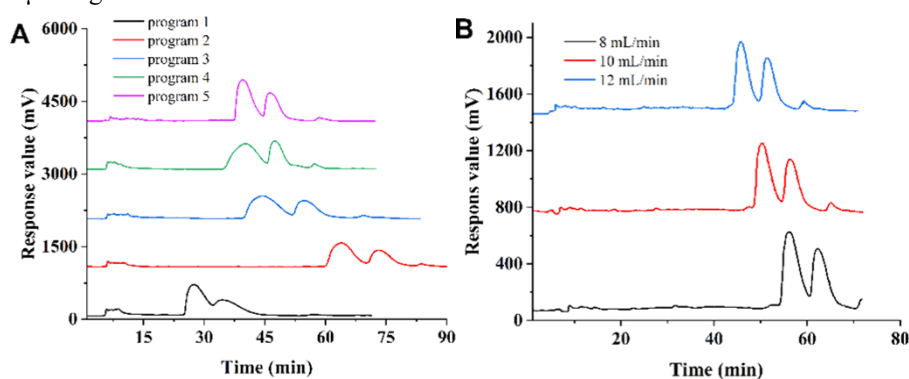 A
program 1
program 2
program 3
program 4
program 5
6000
4500
3000
1500
0
Response value (mV)
15
30
45
60
75
90
Time (min)
B
8 mL/min
10 mL/min
12 mL/min
2000
1600
1200
800
400
0
Respons value (mV)
20
40
60
80
Time (min)